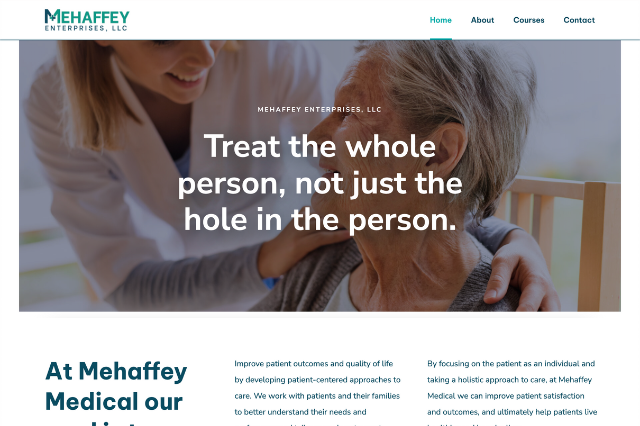 MEHAFFEY
ENTERPRISES, LLC
Home About Courses Contact
MEHAFFEY ENTERPRISES, LLC
Treat the whole
person, not just the
hole in the person.
At Mehaffey
Medical our
Improve patient outcomes and quality of life
by developing patient-centered approaches to
care. We work with patients and their families
to better understand their needs and
By focusing on the patient as an individual and
taking a holistic approach to care, at Mehaffey
Medical we can improve patient satisfaction
and outcomes, and ultimately help patients live